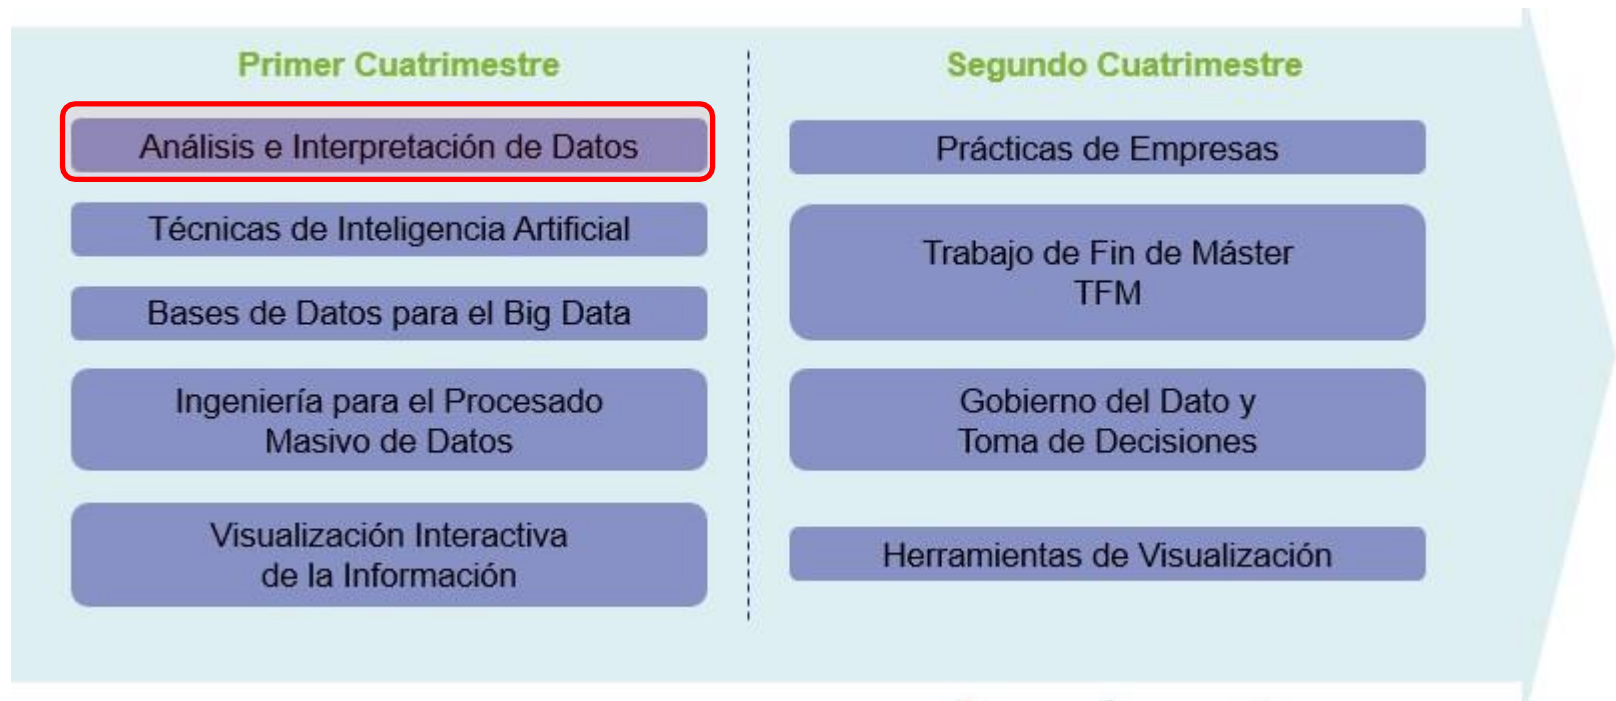 Primer Cuatrimestre
Análisis e Interpretación de Datos
Técnicas de Inteligencia Artificial
Bases de Datos para el Big Data
Ingeniería para el Procesado
Masivo de Datos
Visualización Interactiva
de la Información
Segundo Cuatrimestre
Prácticas de Empresas
Trabajo de Fin de Máster
TFM
Gobierno del Dato y
Toma de Decisiones
Herramientas de Visualización